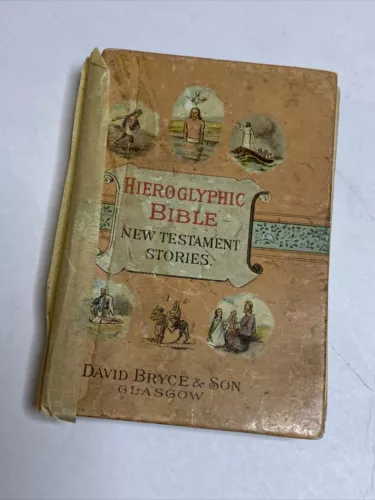 HIEROGLYPHIC
BIBLE
NEW TESTAMENT
STORIES.
DAVID BRYCE & SON
GLASGOW